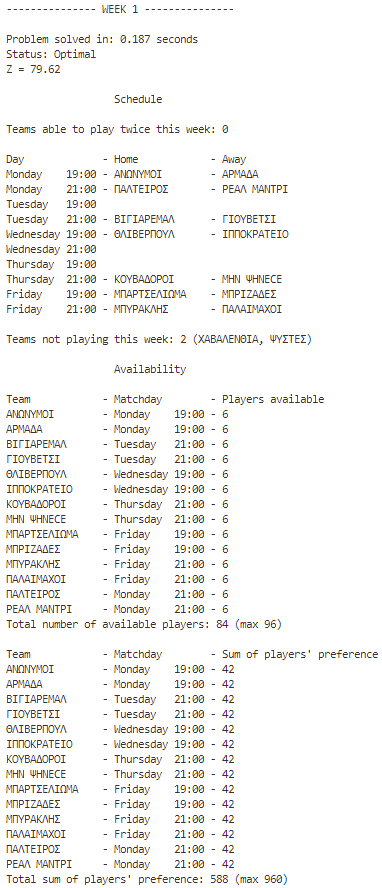 --------------- WEEK 1 ---------------
Problem solved in: 0.187 seconds
Status: Optimal
Z = 79.62
Schedule
Teams able to play twice this week: 0
Day - Home - Away
Monday 19:00 - ΑΝΩΝΥΜΟΙ - ΑΡΜΑΔΑ
Monday 21:00 - ΠΑΛΤΕΙΡΟΣ - ΡΕΑΛ ΜΑΝΤΡΙ
Tuesday 19:00
Tuesday 21:00 - ΒΙΓΙΑΡΕΜΑΛ - ΓΙΟΥΒΕΤΣΙ
Wednesday 19:00 - ΘΛΙΒΕΡΠΟΥΛ - ΙΠΠΟΚΡΑΤΕΙΟ
Wednesday 21:00
Thursday 19:00
Thursday 21:00 - ΚΟΥΒΑΔΟΡΟΙ - ΜΗΝ ΨΗΝΕCE
Friday 19:00 - ΜΠΑΡΤΣΕΛΙΩΜΑ - ΜΠΡΙΖΑΔΕΣ
Friday 21:00 - ΜΠΥΡΑΚΛΗΣ - ΠΑΛΑΙΜΑΧΟΙ
Teams not playing this week: 2 (ΧΑΒΑΛΕΝΘΙΑ, ΨΥΣΤΕΣ)
Availability
Team - Matchday - Players available
ΑΝΩΝΥΜΟΙ - Monday 19:00 - 6
ΑΡΜΑΔΑ - Monday 19:00 - 6
ΒΙΓΙΑΡΕΜΑΛ - Tuesday 21:00 - 6
ΓΙΟΥΒΕΤΣΙ - Tuesday 21:00 - 6
ΘΛΙΒΕΡΠΟΥΛ - Wednesday 19:00 - 6
ΙΠΠΟΚΡΑΤΕΙΟ - Wednesday 19:00 - 6
ΚΟΥΒΑΔΟΡΟΙ - Thursday 21:00 - 6
ΜΗΝ ΨΗΝΕCE - Thursday 21:00 - 6
ΜΠΑΡΤΣΕΛΙΩΜΑ - Friday 19:00 - 6
ΜΠΡΙΖΑΔΕΣ - Friday 19:00 - 6
ΜΠΥΡΑΚΛΗΣ - Friday 21:00 - 6
ΠΑΛΑΙΜΑΧΟΙ - Friday 21:00 - 6
ΠΑΛΤΕΙΡΟΣ - Monday 21:00 - 6
ΡΕΑΛ ΜΑΝΤΡΙ - Monday 21:00 - 6
Total number of available players: 84 (max 96)
Team - Matchday - Sum of players' preference
ΑΝΩΝΥΜΟΙ - Monday 19:00 - 42
ΑΡΜΑΔΑ - Monday 19:00 - 42
ΒΙΓΙΑΡΕΜΑΛ - Tuesday 21:00 - 42
ΓΙΟΥΒΕΤΣΙ - Tuesday 21:00 - 42
ΘΛΙΒΕΡΠΟΥΛ - Wednesday 19:00 - 42
ΙΠΠΟΚΡΑΤΕΙΟ - Wednesday 19:00 - 42
ΚΟΥΒΑΔΟΡΟΙ - Thursday 21:00 - 42
ΜΗΝ ΨΗΝΕCE - Thursday 21:00 - 42
ΜΠΑΡΤΣΕΛΙΩΜΑ - Friday 19:00 - 42
ΜΠΡΙΖΑΔΕΣ - Friday 19:00 - 42
ΜΠΥΡΑΚΛΗΣ - Friday 21:00 - 42
ΠΑΛΑΙΜΑΧΟΙ - Friday 21:00 - 42
ΠΑΛΤΕΙΡΟΣ - Monday 21:00 - 42
ΡΕΑΛ ΜΑΝΤΡΙ - Monday 21:00 - 42
Total sum of players' preference: 588 (max 960)